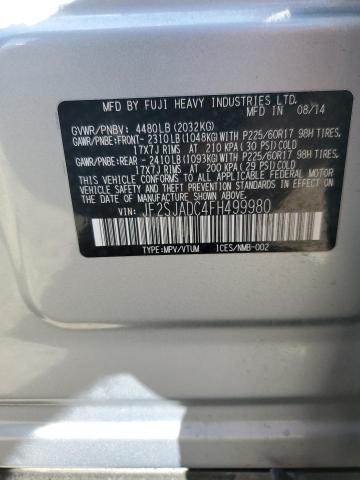 MFD. BY FUJI HEAVY INDUSTRIES LTD.
IN 08/14
GVWR/PNBV: 4480LB (2032KG)
GAWR/PNBE: FRONT- 2310LB (1048KG) WITH P225/60R17 98H TIRES,
17X7J RIMS AT 210 KPA (30 PSI) COLD
GAWR/PNBE: REAR - 2410LB (1093KG) WITH P225/60R17 98H TIRES,
17X7J RIMS AT 200 KPA (29 PSI) COLD
THIS VEHICLE CONFORMS TO ALL
APPLICABLE FEDERAL MOTOR VEHICLE
SAFETY STANDARDS IN EFFECT ON
THE DATE OF MANUFACTURE SHOWN ABOVE
VIN: JF2SJADC4FH499980
TYPE:MPV/VTUM ICES/NMB-002